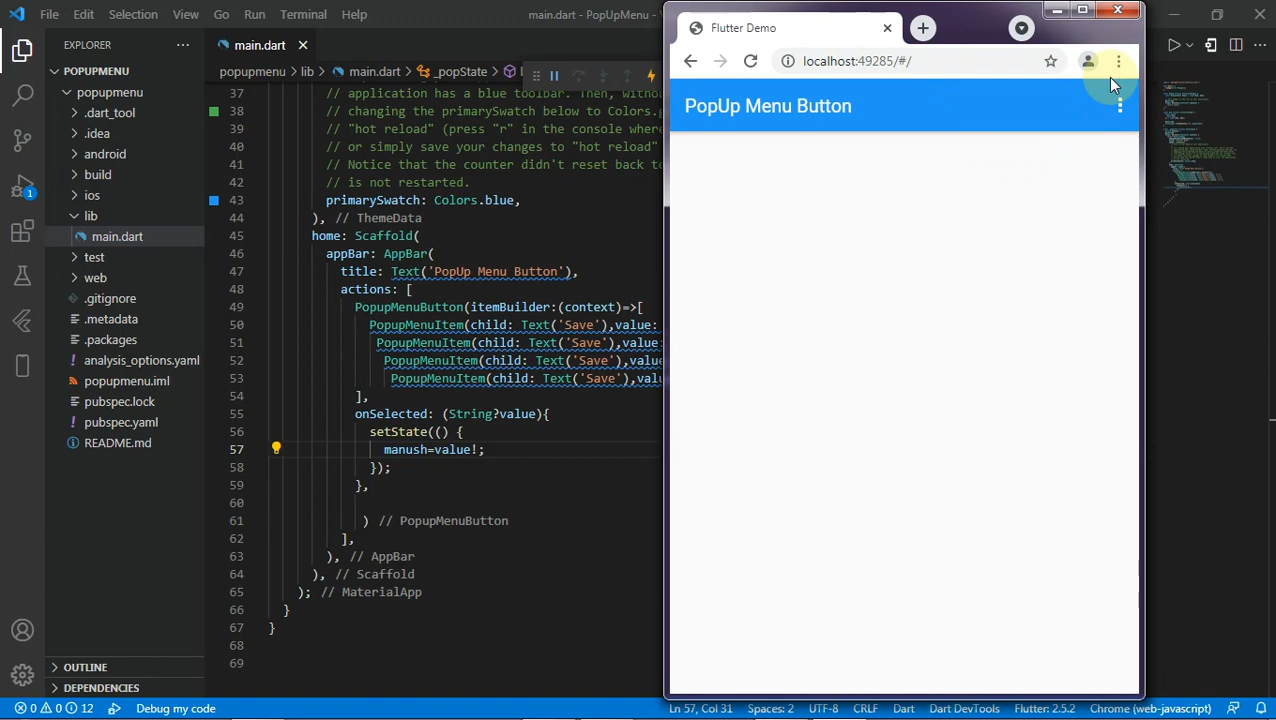 File Edit Selection View Go Run Terminal Help
main.dart - PopUpMenu - Visual
EXPLORER
POPUPMENU
popupmenu
.dart_tool
.idea
android
build
ios
lib
main.dart
test
web
.gitignore
.metadata
.packages
analysis_options.yaml
popupmenu.iml
pubspec.lock
pubspec.yaml
README.md
OUTLINE
DEPENDENCIES
1
main.dart
popupmenu > lib > main.dart > _popState >
37 // application has a blue toolbar. Then, withou
38 // changing the primarySwatch below to Colors.g
39 // "hot reload" (press "r" in the console where
40 // or simply save your changes to "hot reload"
41 // Notice that the counter didn't reset back to
42 // is not restarted.
43 primarySwatch: Colors.blue,
44 ), // ThemeData
45 home: Scaffold(
46 appBar: AppBar(
47 title: Text('PopUp Menu Button'),
48 actions: [
49 PopupMenuButton(itemBuilder:(context)=>[
50 PopupMenuItem(child: Text('Save'),value:
51 PopupMenuItem(child: Text('Save'),value:
52 PopupMenuItem(child: Text('Save'),value
53 PopupMenuItem(child: Text('Save'),valu
54 ],
55 onSelected: (String?value){
56 setState(() {
57 manush=value!;
58 });
59 },
60
61 ) // PopupMenuButton
62 ],
63 ), // AppBar
64 ), // Scaffold
65 ); // MaterialApp
66 }
67 }
68
69
Flutter Demo
localhost:49285/#/
PopUp Menu Button
0 0 12 Debug my code
Ln 57, Col 31 Spaces: 2 UTF-8 CRLF Dart Dart DevTools Flutter: 2.5.2 Chrome (web-javascript)